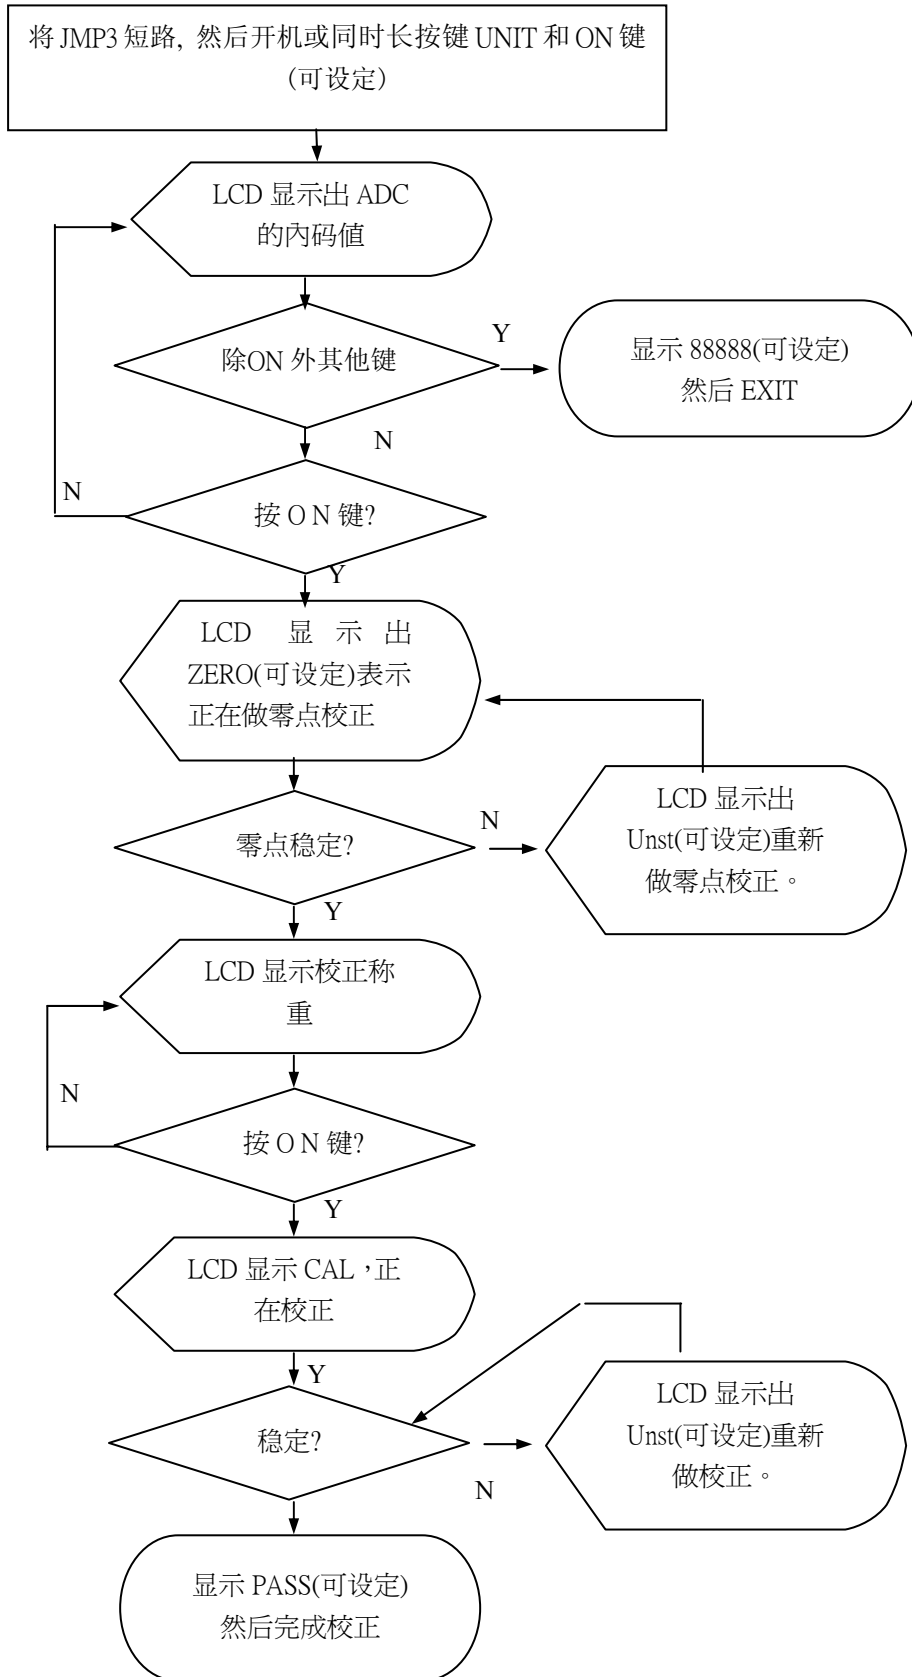 将 JMP3 短路, 然后开机或同时长按键 UNIT 和 ON 键
(可设定)
LCD 显示出 ADC
的內码值
除ON 外其他键
Y
显示 88888(可设定)
然后 EXIT
N
N
按 O N 键?
Y
LCD 显 示 出
ZERO(可设定)表示
正在做零点校正
零点稳定?
N
LCD 显示出
Unst(可设定)重新
做零点校正。
Y
LCD 显示校正称
重
N
按 O N 键?
Y
LCD 显示 CAL，正
在校正
Y
稳定?
N
LCD 显示出
Unst(可设定)重新
做校正。
显示 PASS(可设定)
然后完成校正